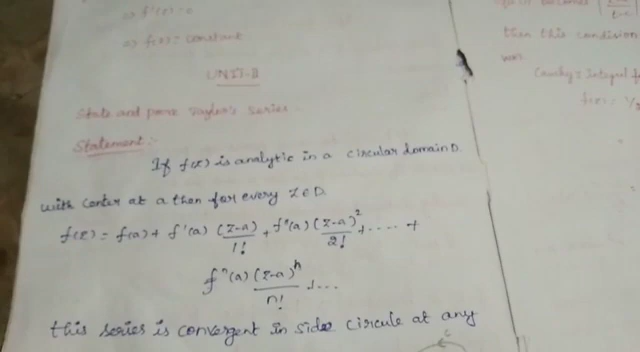 => f'(z) = 0
=> f(z) = constant
UNIT-II
State and prove Taylor's series.
Statement :-
If f(z) is analytic in a circular domain D
with center at a then for every z ∈ D
f(z) = f(a) + f'(a) (z-a)/1! + f''(a) (z-a)²/2! + ..... +
fⁿ(a) (z-a)ʰ/n! + ...
this series is convergent in side circule at any
c
then this condision
Cauchy's Integral
f(z) = 1/